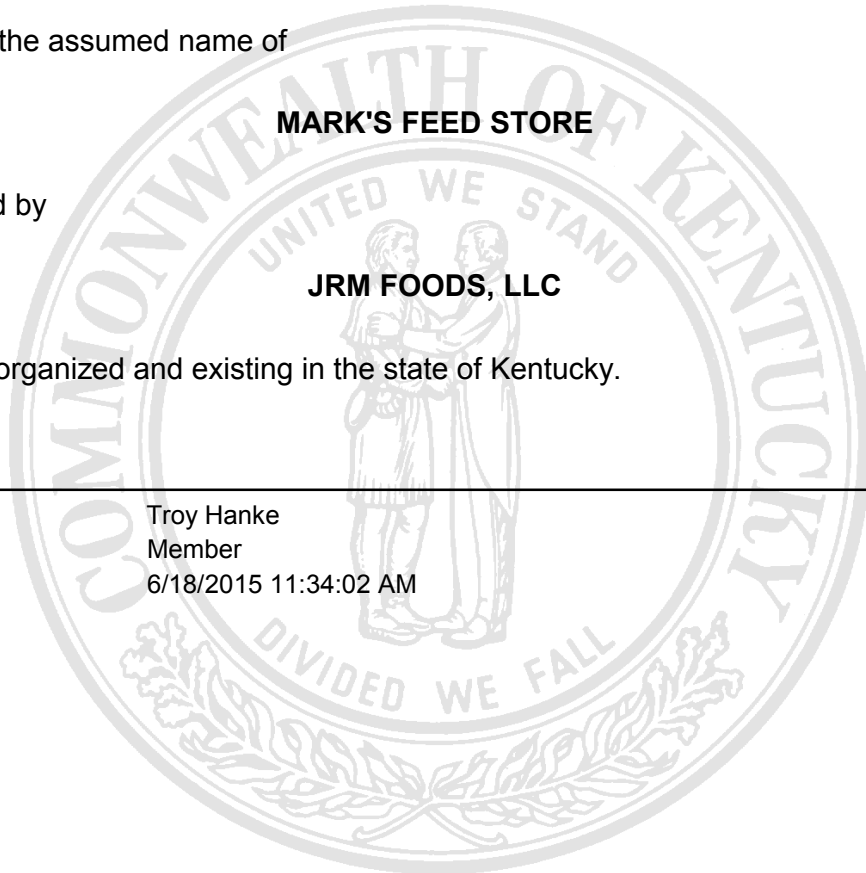 the assumed name of
MARK'S FEED STORE
d by
JRM FOODS, LLC
organized and existing in the state of Kentucky.
Troy Hanke
Member
6/18/2015 11:34:02 AM
COMMONWEALTH OF KENTUCKY
UNITED WE STAND
DIVIDED WE FALL